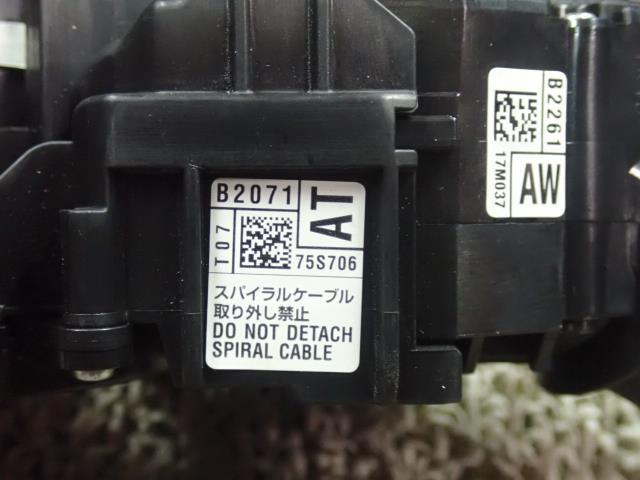 B2071
AT
T07
75S706
スパイラルケーブル
取り外し禁止
DO NOT DETACH
SPIRAL CABLE
B2261
17M037
AW